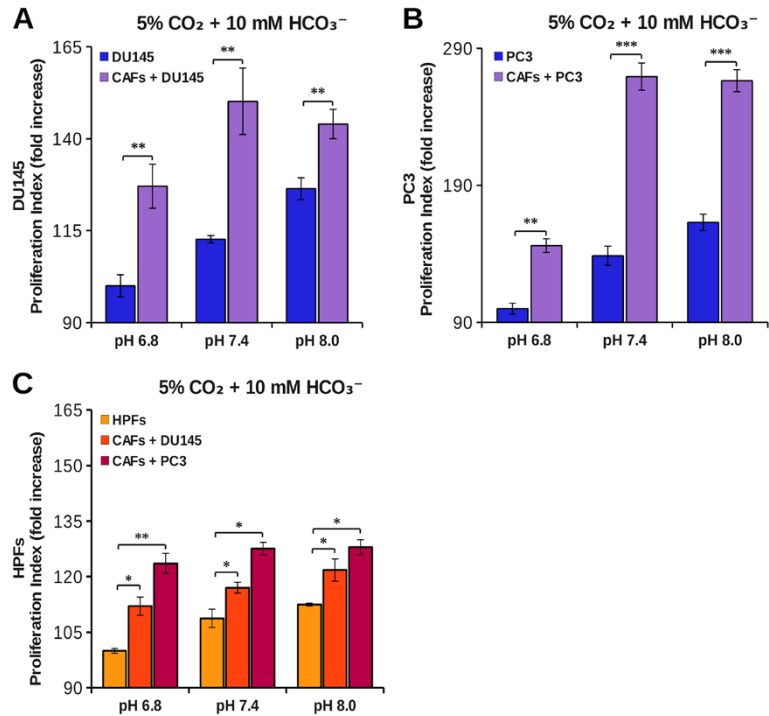 A
5% CO₂ + 10 mM HCO₃⁻
DU145
Proliferation Index (fold increase)
165
140
115
90
DU145
CAFs + DU145
**
**
**
pH 6.8
pH 7.4
pH 8.0
B
5% CO₂ + 10 mM HCO₃⁻
PC3
Proliferation Index (fold increase)
290
190
90
PC3
CAFs + PC3
**
***
***
pH 6.8
pH 7.4
pH 8.0
C
5% CO₂ + 10 mM HCO₃⁻
HPFs
Proliferation Index (fold increase)
165
150
135
120
105
90
HPFs
CAFs + DU145
CAFs + PC3
**
*
*
*
*
*
pH 6.8
pH 7.4
pH 8.0